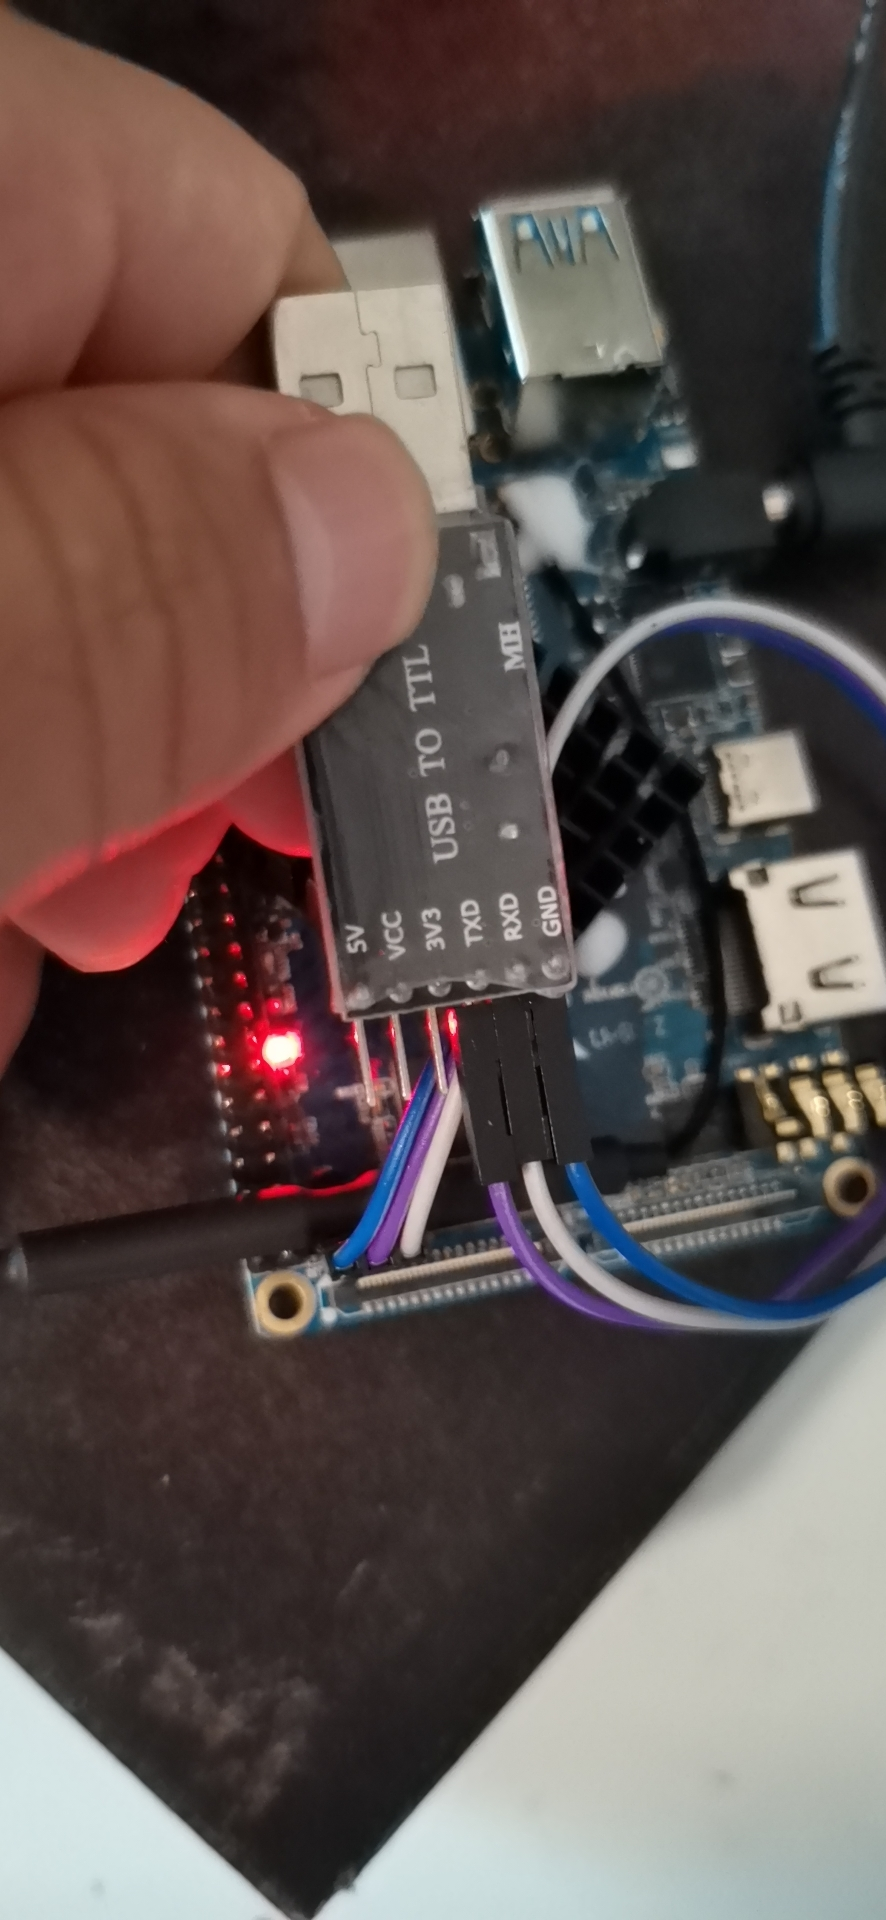 MH
USB TO TTL
5V
VCC
3V3
TXD
RXD
GND